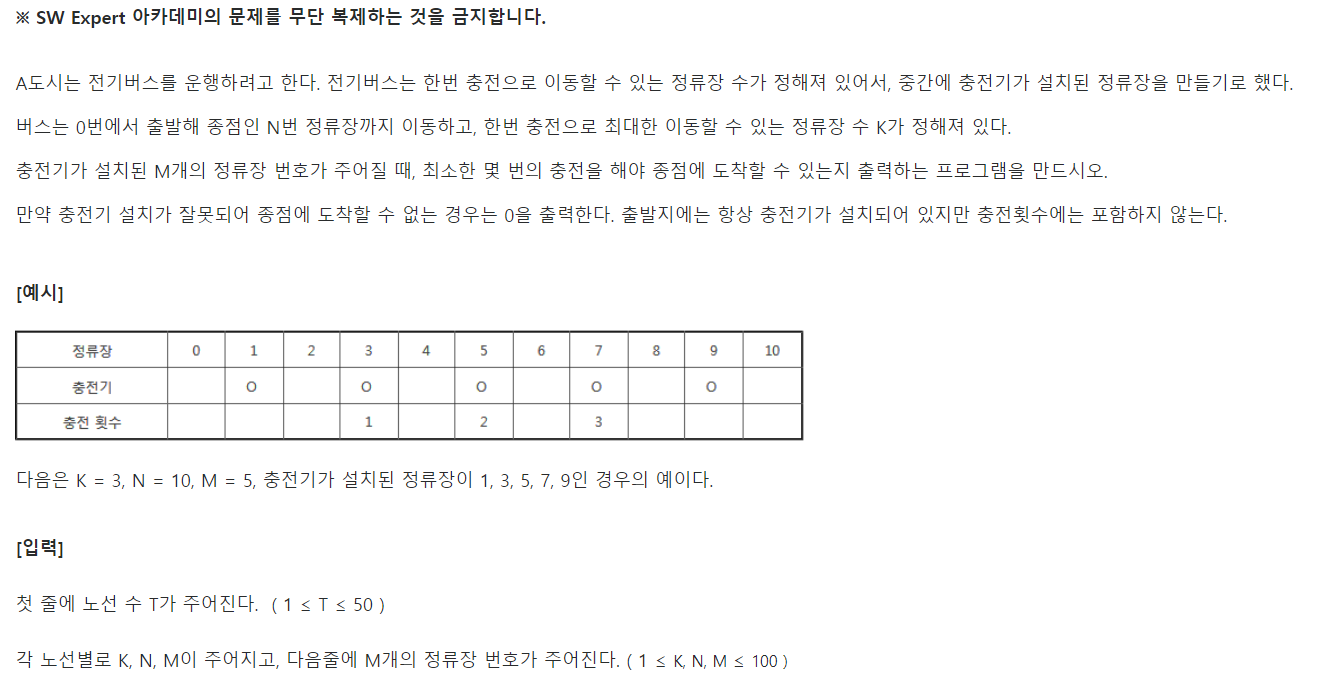 ※ SW Expert 아카데미의 문제를 무단 복제하는 것을 금지합니다.
A도시는 전기버스를 운행하려고 한다. 전기버스는 한번 충전으로 이동할 수 있는 정류장 수가 정해져 있어서, 중간에 충전기가 설치된 정류장을 만들기로 했다.
버스는 0번에서 출발해 종점인 N번 정류장까지 이동하고, 한번 충전으로 최대한 이동할 수 있는 정류장 수 K가 정해져 있다.
충전기가 설치된 M개의 정류장 번호가 주어질 때, 최소한 몇 번의 충전을 해야 종점에 도착할 수 있는지 출력하는 프로그램을 만드시오.
만약 충전기 설치가 잘못되어 종점에 도착할 수 없는 경우는 0을 출력한다. 출발지에는 항상 충전기가 설치되어 있지만 충전횟수에는 포함하지 않는다.
[예시]
정류장 0 1 2 3 4 5 6 7 8 9 10
충전기 O O O O O
충전 횟수 1 2 3
다음은 K = 3, N = 10, M = 5, 충전기가 설치된 정류장이 1, 3, 5, 7, 9인 경우의 예이다.
[입력]
첫 줄에 노선 수 T가 주어진다. ( 1 ≤ T ≤ 50 )
각 노선별로 K, N, M이 주어지고, 다음줄에 M개의 정류장 번호가 주어진다. ( 1 ≤ K, N, M ≤ 100 )